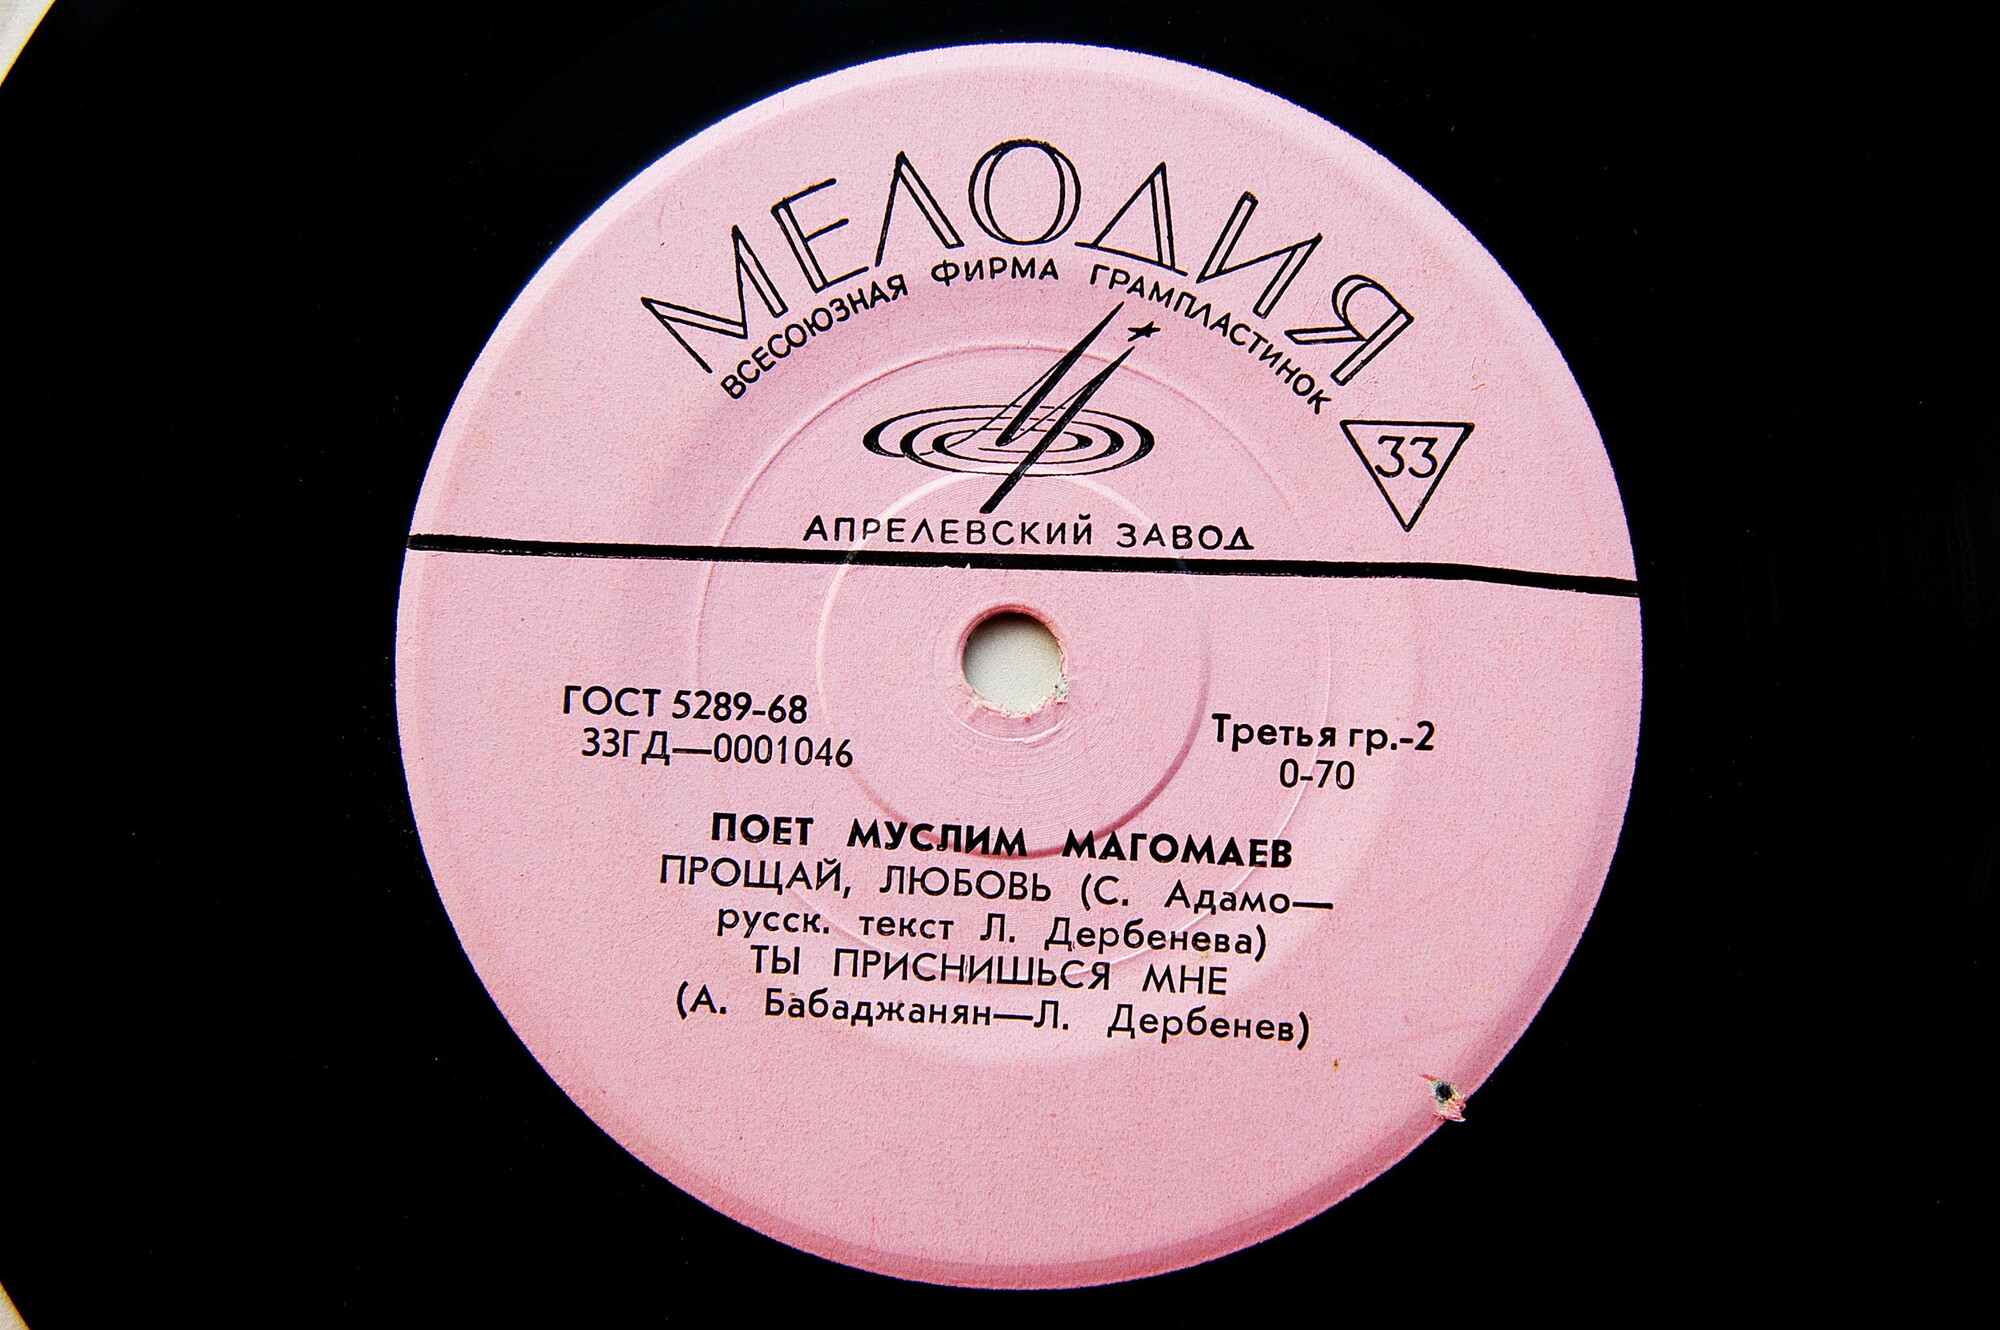 МЕЛОДИЯ
ВСЕСОЮЗНАЯ ФИРМА ГРАМПЛАСТИНОК
33
АПРЕЛЕВСКИЙ ЗАВОД
ГОСТ 5289-68
33ГД—0001046
Третья гр.-2
0-70
ПОЕТ МУСЛИМ МАГОМАЕВ
ПРОЩАЙ, ЛЮБОВЬ (С. Адамо—
русск. текст Л. Дербенева)
ТЫ ПРИСНИШЬСЯ МНЕ
(А. Бабаджанян—Л. Дербенев)